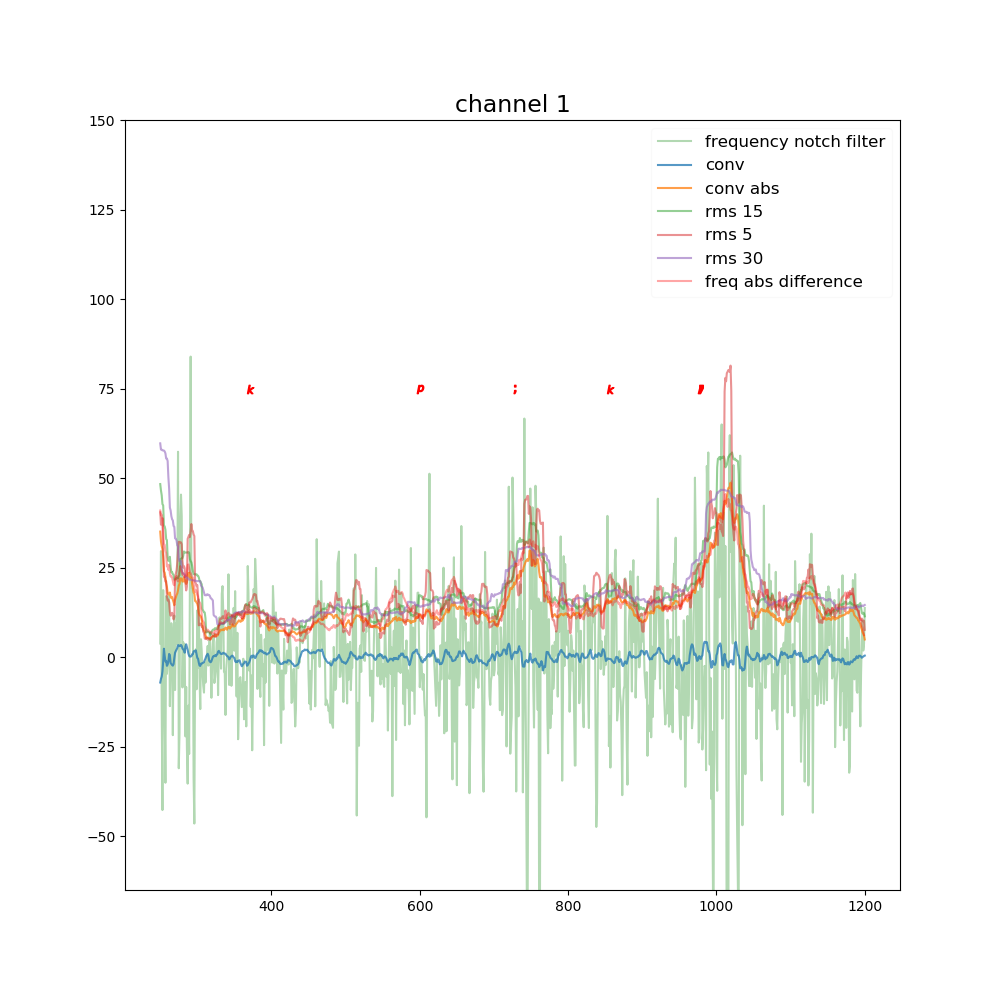 channel 1
150
125
100
75
50
25
0
−25
−50
frequency notch filter
conv
conv abs
rms 15
rms 5
rms 30
freq abs difference
k p ; k
400 600 800 1000 1200